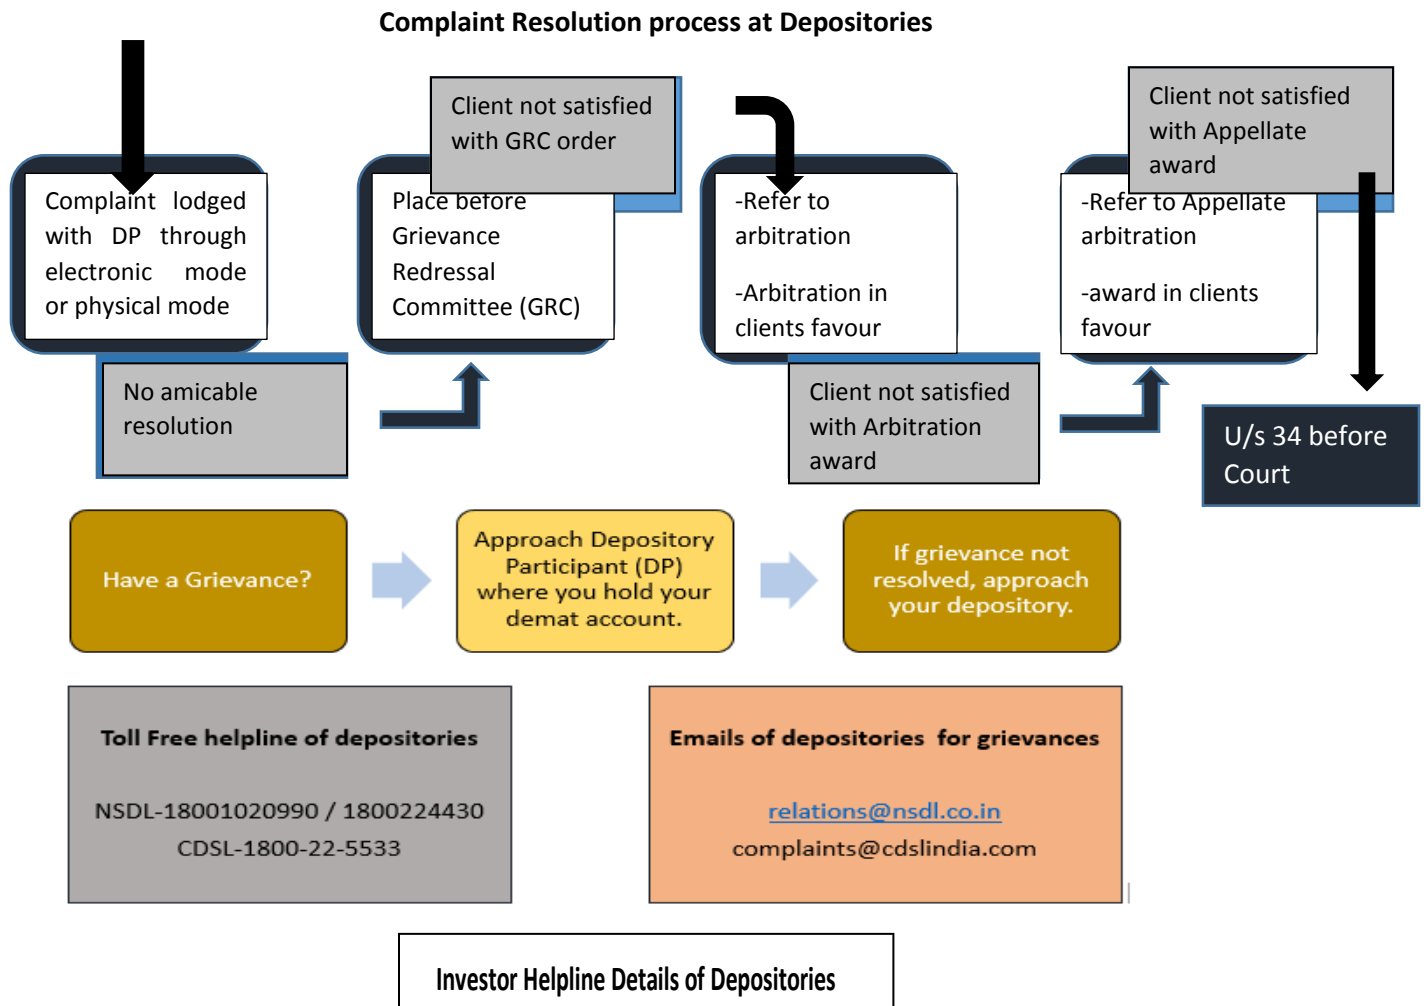 Complaint Resolution process at Depositories
Complaint lodged
with DP through
electronic mode
or physical mode
No amicable
resolution
Place before
Grievance
Redressal
Committee (GRC)
Client not satisfied
with GRC order
-Refer to
arbitration
-Arbitration in
clients favour
Client not satisfied
with Arbitration
award
-Refer to Appellate
arbitration
-award in clients
favour
Client not satisfied
with Appellate
award
U/s 34 before
Court
Have a Grievance?
Approach Depository
Participant (DP)
where you hold your
demat account.
If grievance not
resolved, approach
your depository.
Toll Free helpline of depositories
NSDL-18001020990 / 1800224430
CDSL-1800-22-5533
Emails of depositories for grievances
relations@nsdl.co.in
complaints@cdslindia.com
Investor Helpline Details of Depositories